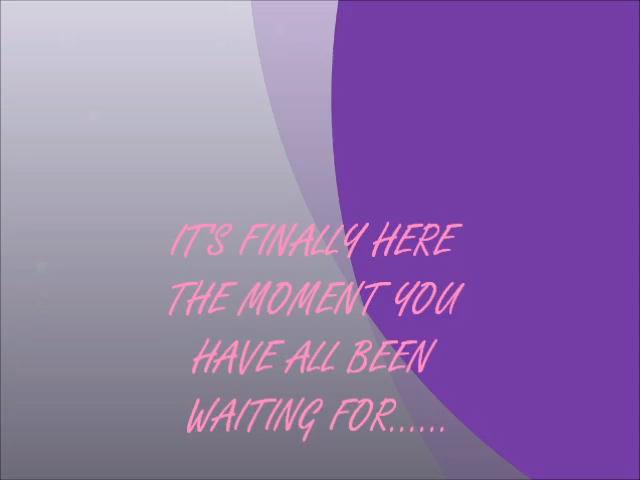 IT'S FINALLY HERE
THE MOMENT YOU
HAVE ALL BEEN
WAITING FOR......